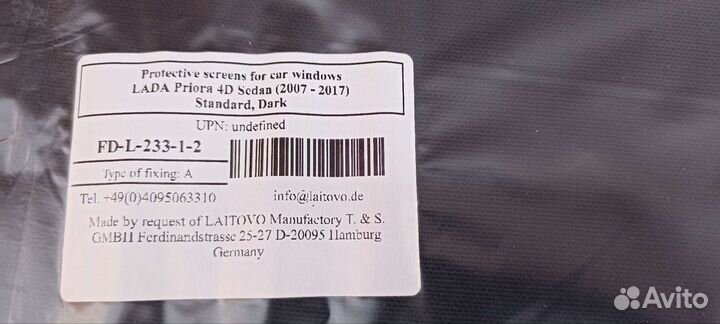 Protective screens for car windows
LADA Priora 4D Sedan (2007 - 2017)
Standard, Dark
UPN: undefined
FD-L-233-1-2
Type of fixing: A
Tel. +49(0)4095063310
info@laitovo.de
Made by request of LAITOVO Manufactory T. & S.
GMBH Ferdinandstrasse 25-27 D-20095 Hamburg
Germany
Avito